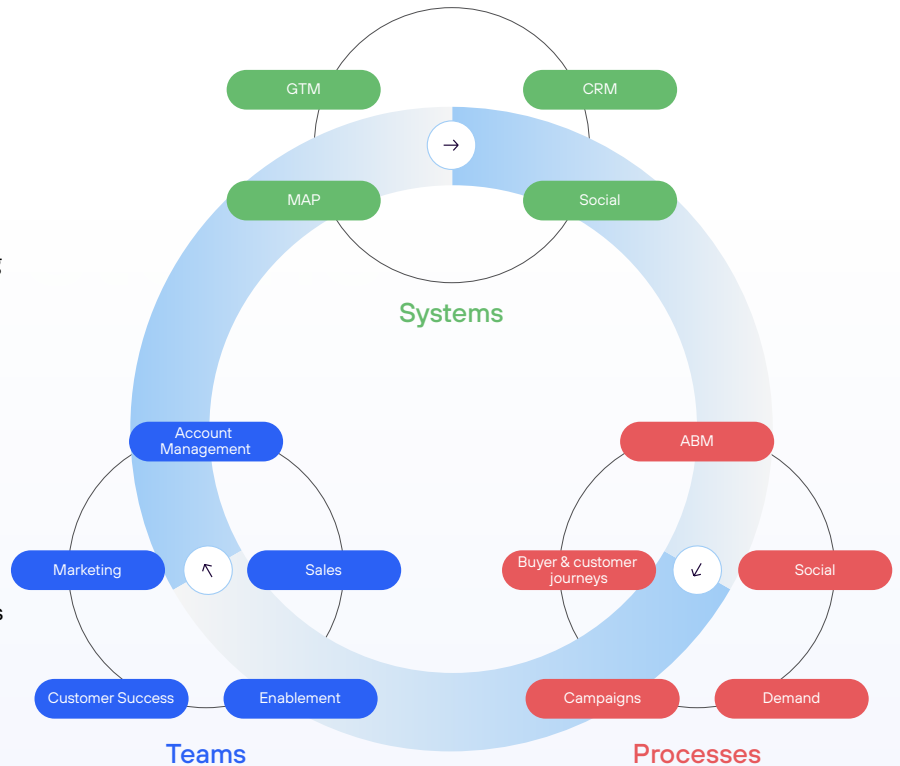 GTM
CRM
MAP
Social
Systems
Account
Management
ABM
Marketing
Sales
Buyer & customer
journeys
Social
Customer Success
Enablement
Campaigns
Demand
Teams
Processes